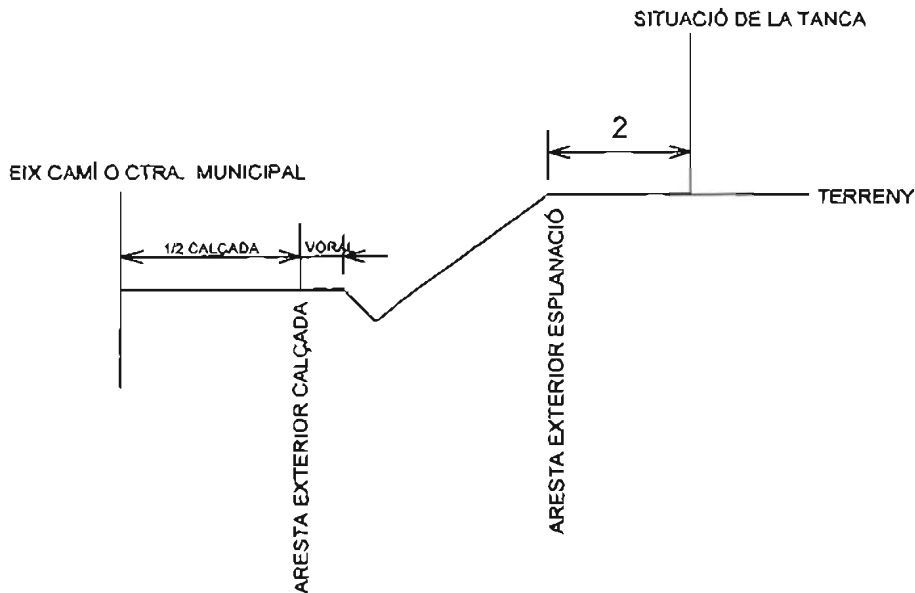 SITUACIÓ DE LA TANCA
2
EIX CAMÍ O CTRA. MUNICIPAL
TERRENY
1/2 CALÇADA
VORAL
ARESTA EXTERIOR CALÇADA
ARESTA EXTERIOR ESPLANACIÓ